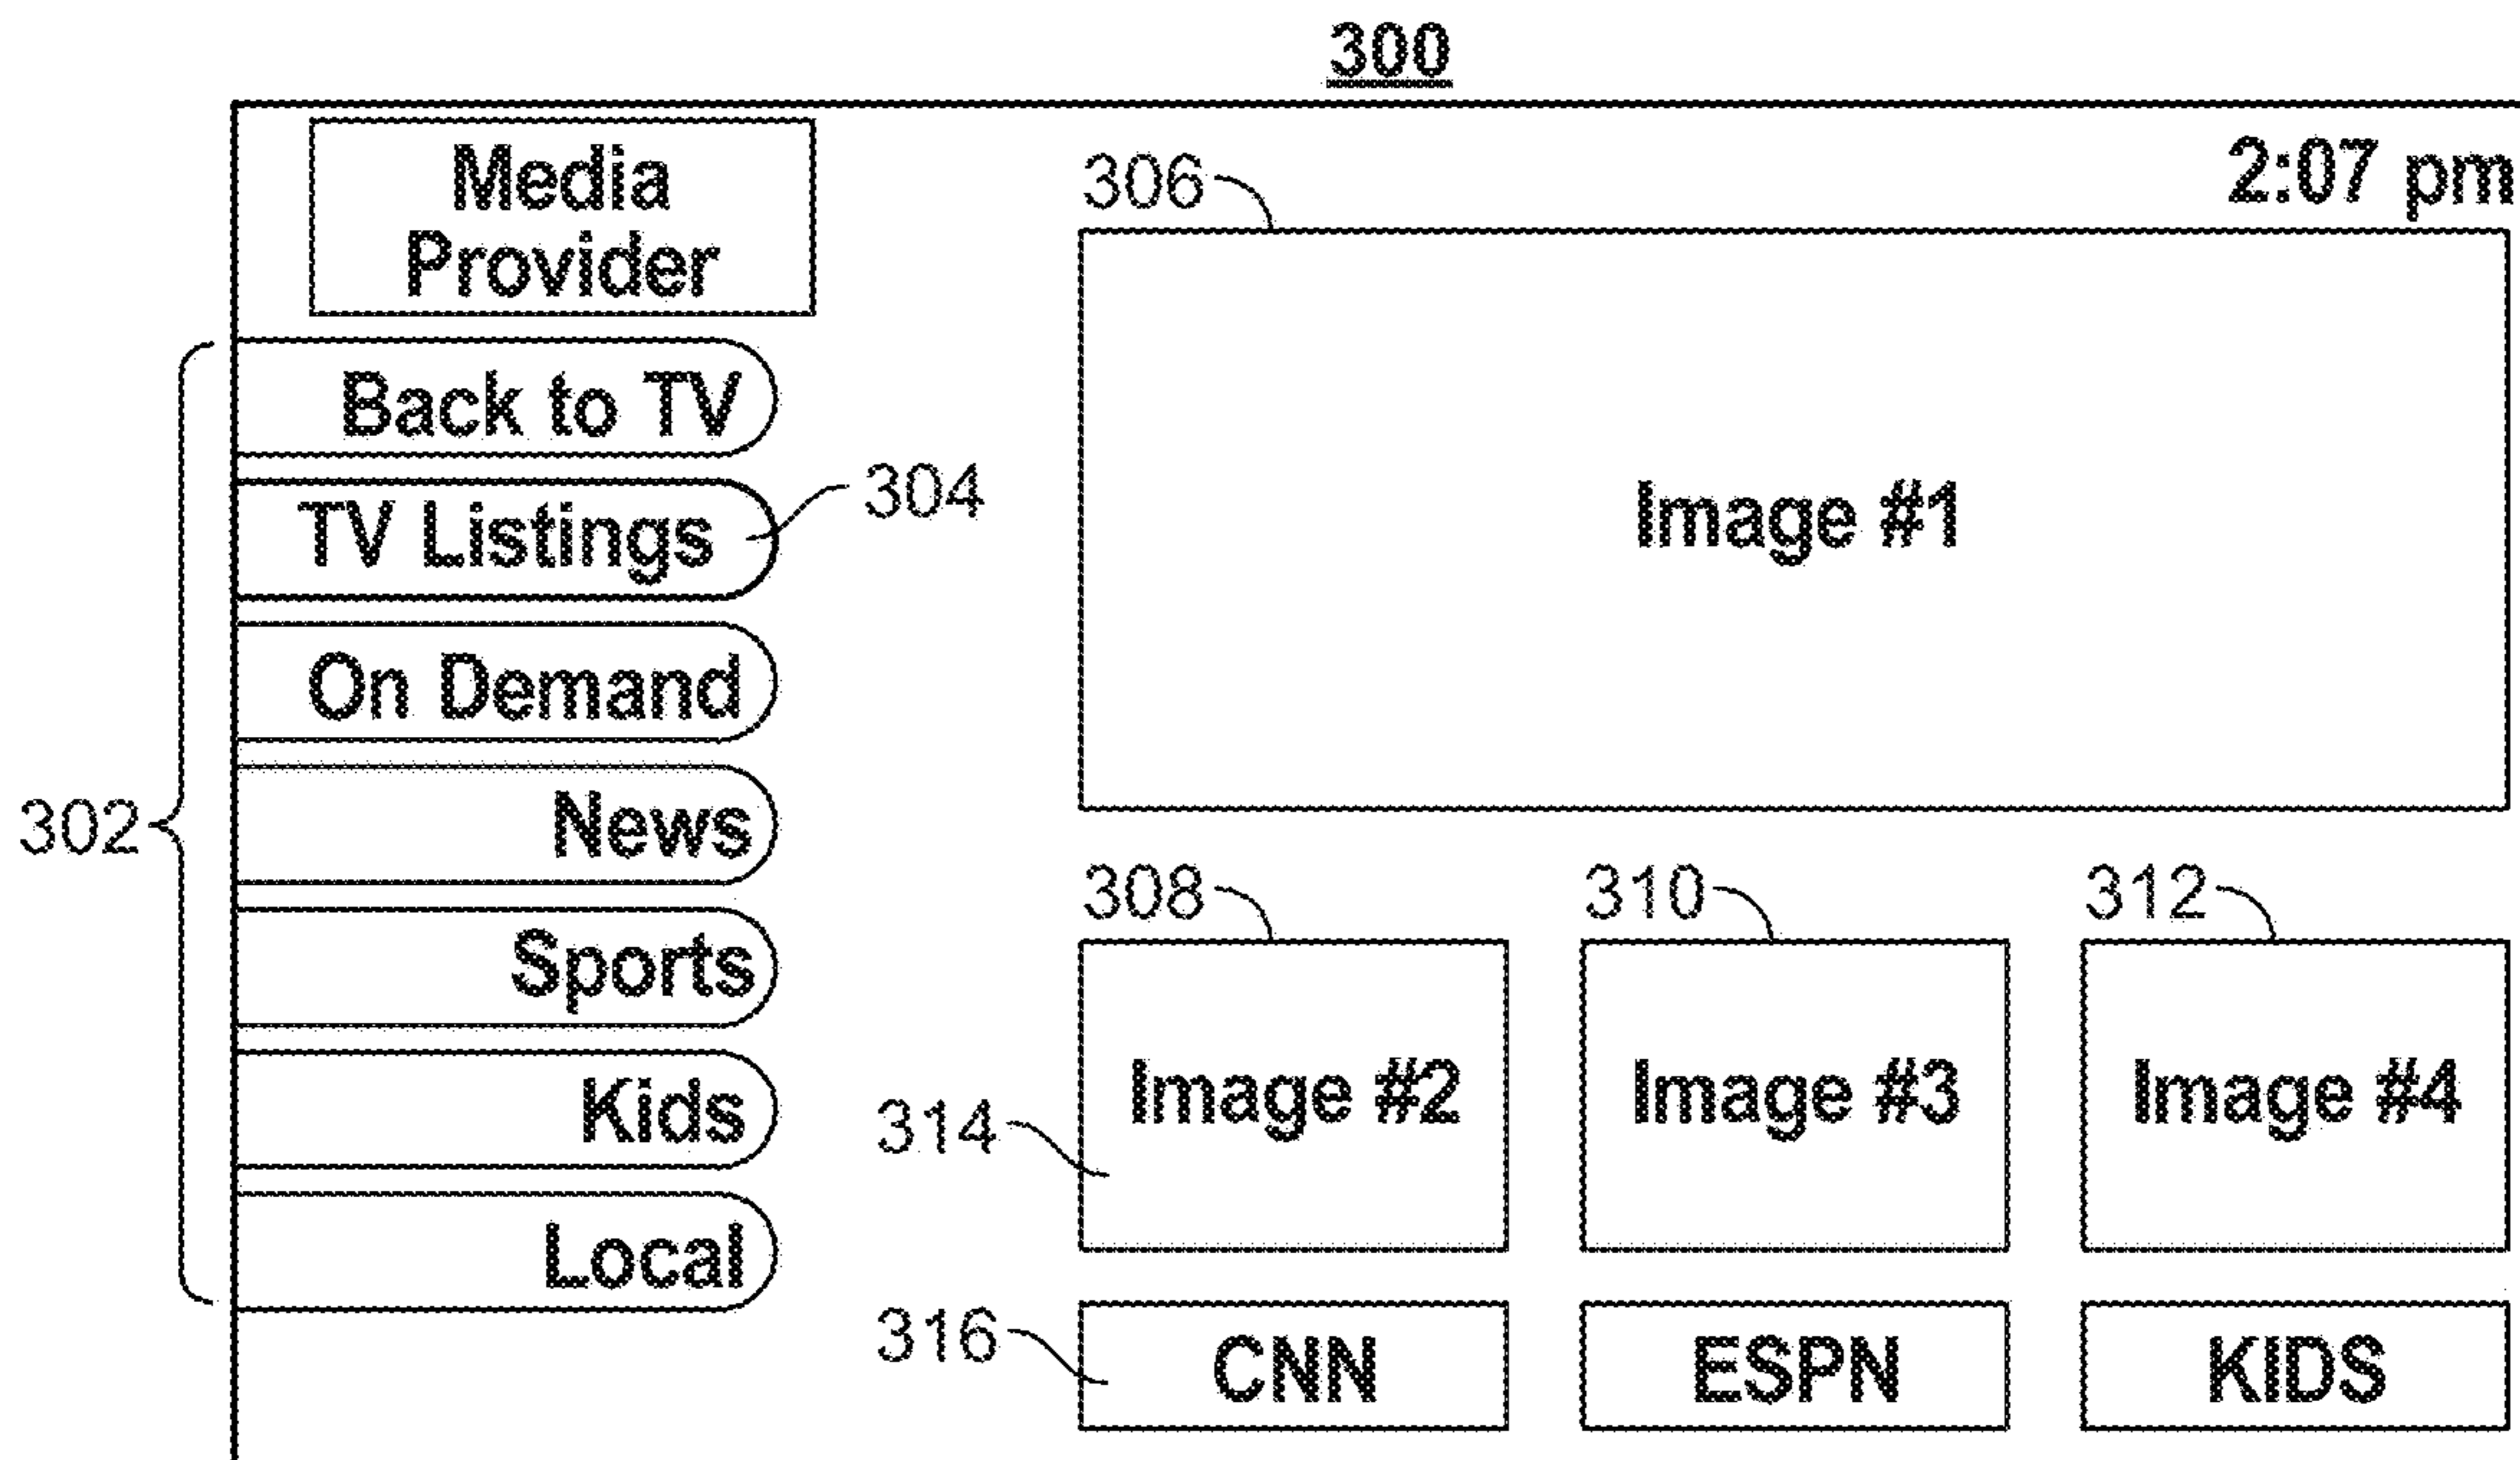 300
Media
Provider
2:07 pm
306
Image #1
Back to TV
TV Listings
304
On Demand
News
302
Sports
Kids
Local
308
310
312
Image #2
Image #3
Image #4
314
316
CNN
ESPN
KIDS